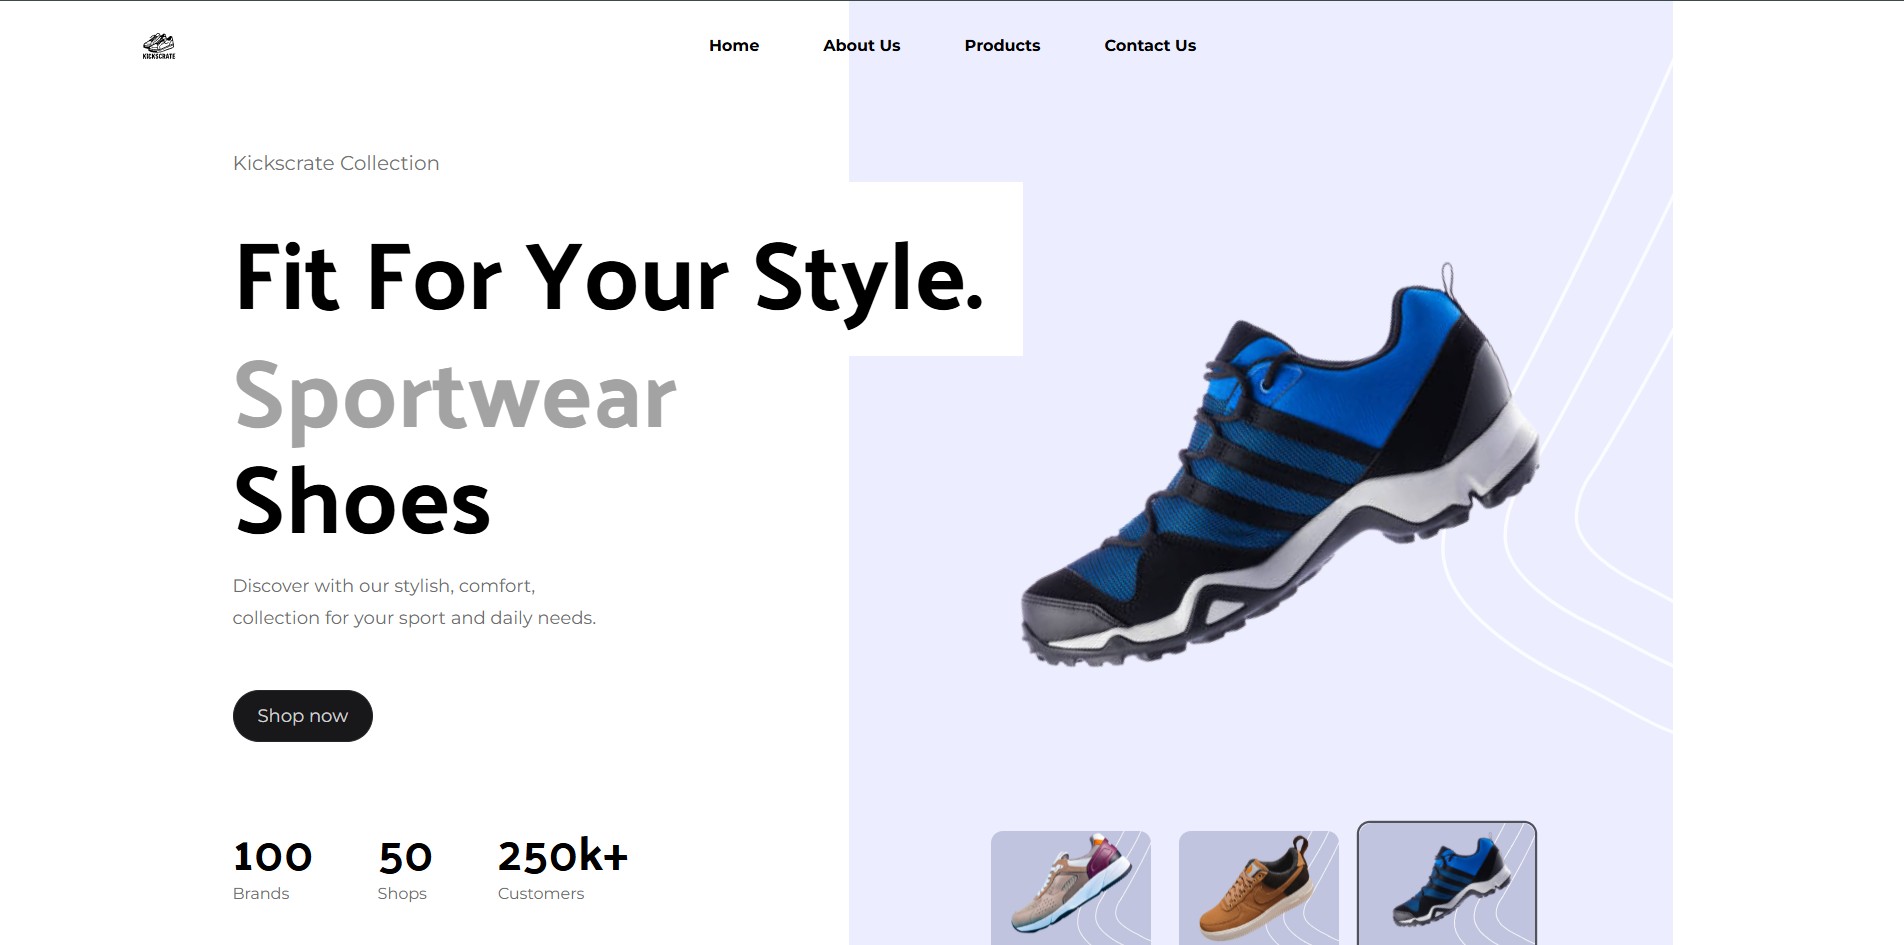 KICKSCRATE
Home
About Us
Products
Contact Us
Kickscrate Collection
Fit For Your Style.
Sportwear
Shoes
Discover with our stylish, comfort,
collection for your sport and daily needs.
Shop now
100
Brands
50
Shops
250k+
Customers